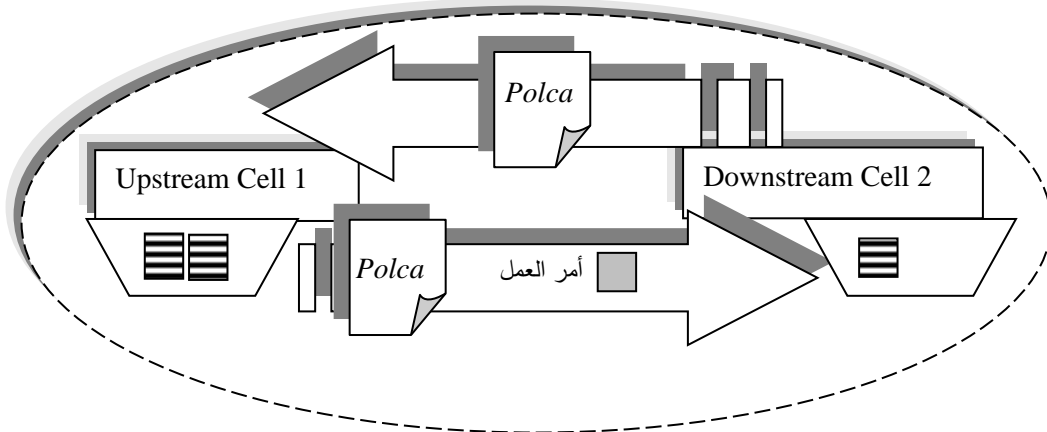 Polca
Upstream Cell 1
Downstream Cell 2
Polca
أمر العمل